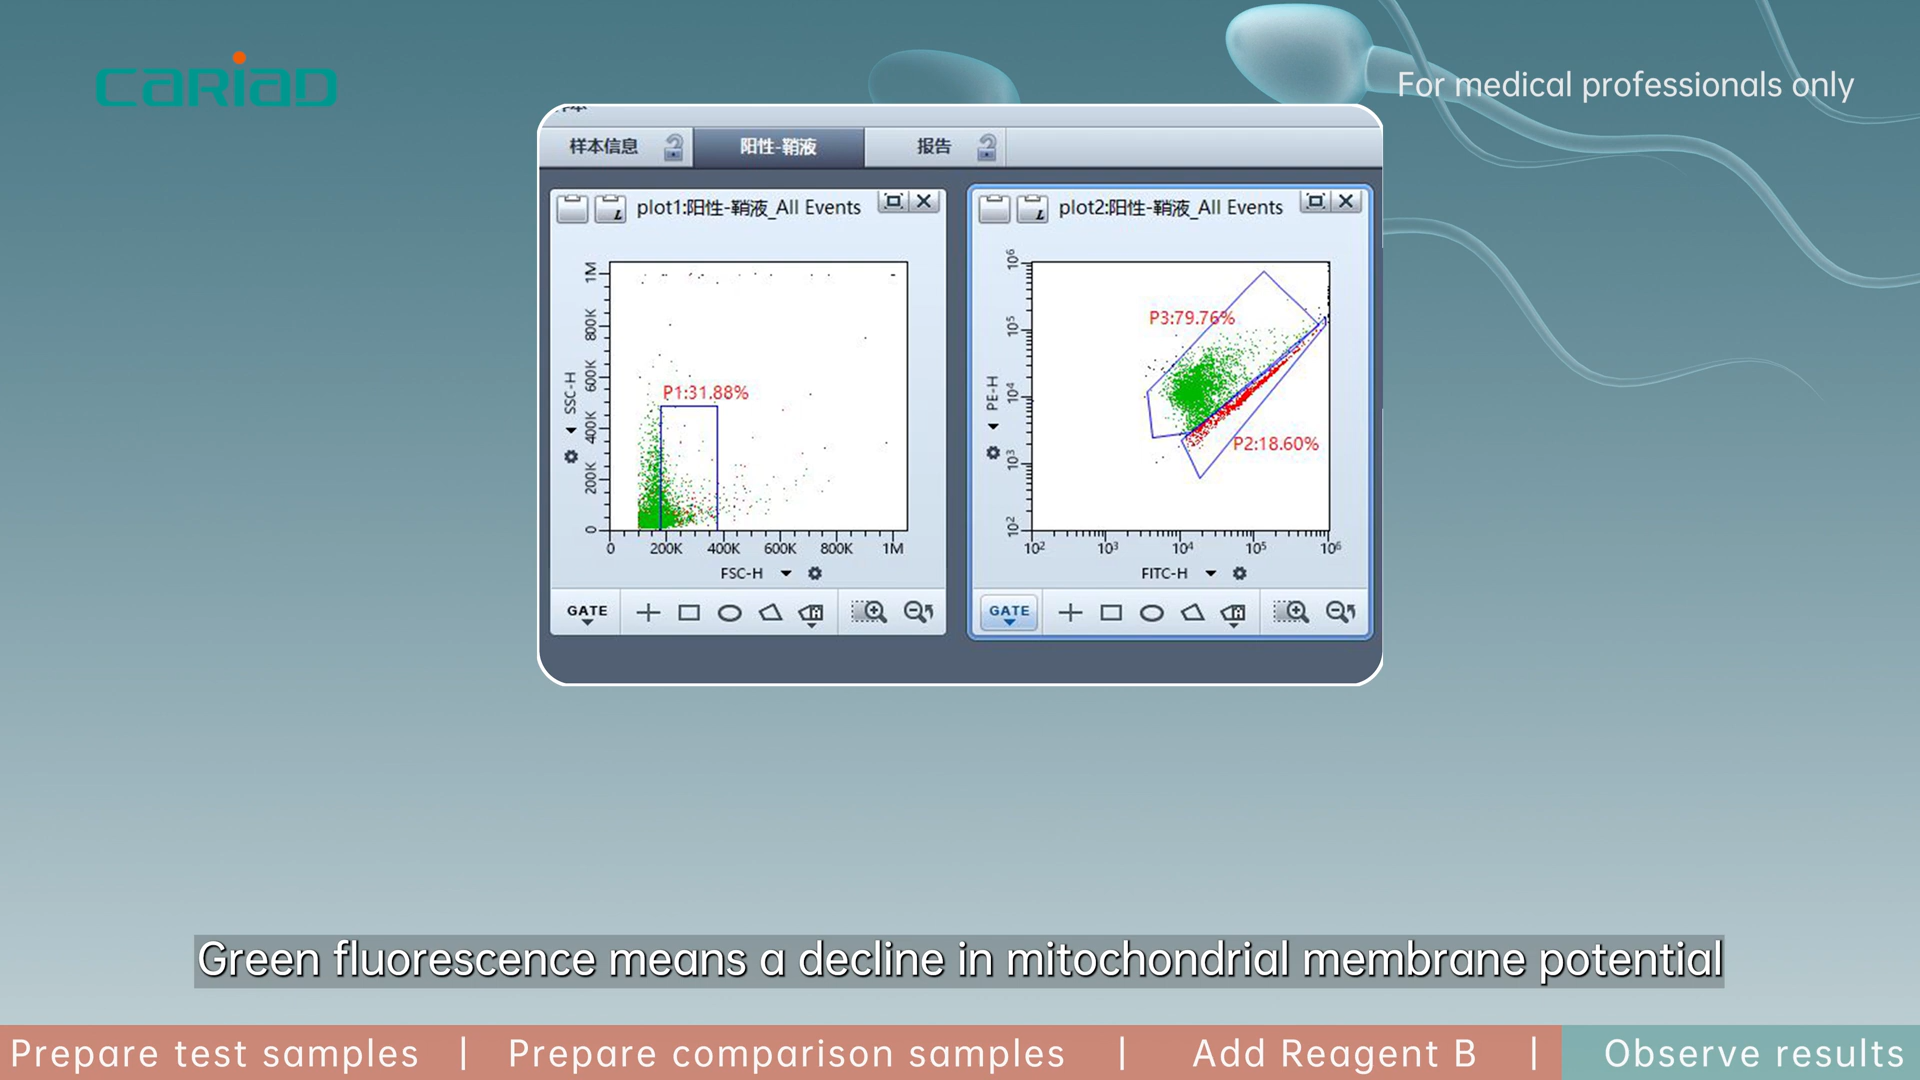 CARIAD
For medical professionals only
样本信息
阳性-鞘液
报告
plot1:阳性-鞘液_All Events
1M
800K
600K
400K
200K
0
SSC-H
P1:31.88%
0 200K 400K 600K 800K 1M
FSC-H
GATE
plot2:阳性-鞘液_All Events
10⁶
10⁵
10⁴
10³
10²
PE-H
P3:79.76%
P2:18.60%
10² 10³ 10⁴ 10⁵ 10⁶
FITC-H
GATE
Green fluorescence means a decline in mitochondrial membrane potential
Prepare test samples | Prepare comparison samples | Add Reagent B | Observe results